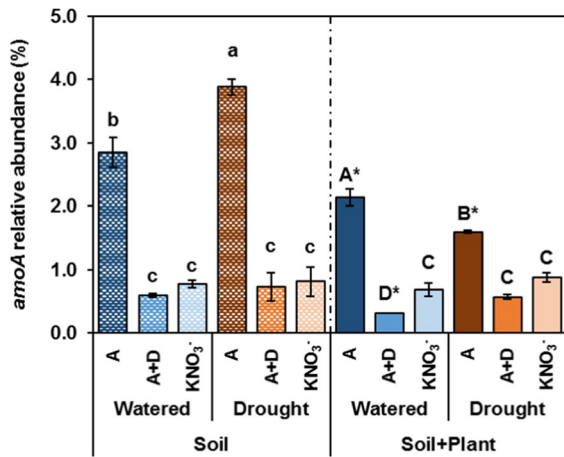 amoA relative abundance (%)
5.0
4.0
3.0
2.0
1.0
0.0
b
c
c
a
c
c
A*
D*
C
B*
C
C
A
A+D
KNO₃⁻
A
A+D
KNO₃⁻
A
A+D
KNO₃⁻
A
A+D
KNO₃⁻
Watered
Drought
Watered
Drought
Soil
Soil+Plant